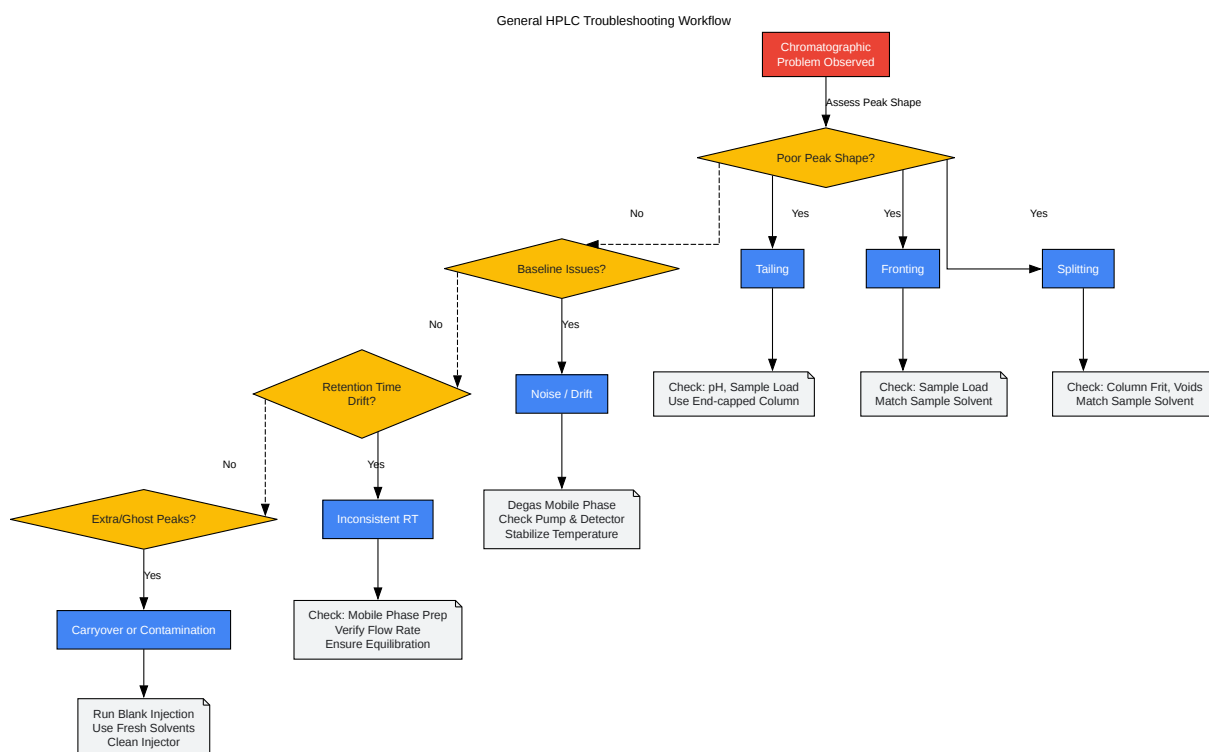 General HPLC Troubleshooting Workflow
Chromatographic
Problem Observed
Assess Peak Shape
Poor Peak Shape?
No
Yes
Yes
Yes
Baseline Issues?
Tailing
Fronting
Splitting
No
Yes
Retention Time
Drift?
Noise / Drift
Check: pH, Sample Load
Use End-capped Column
Check: Sample Load
Match Sample Solvent
Check: Column Frit, Voids
Match Sample Solvent
No
Yes
Extra/Ghost Peaks?
Inconsistent RT
Degas Mobile Phase
Check Pump & Detector
Stabilize Temperature
Yes
Carryover or Contamination
Check: Mobile Phase Prep
Verify Flow Rate
Ensure Equilibration
Run Blank Injection
Use Fresh Solvents
Clean Injector